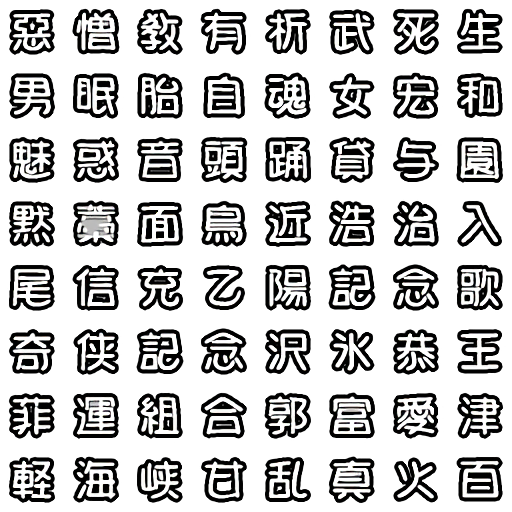 惡憎教有折武死生
男眠胎自魂女宏和
魅惑音頭踊貸与園
黙藁面鳥近浩治入
尾信充乙陽記念歌
奇侠記念沢氷恭王
菲運組合郭富愛津
軽海峡甘乱真火百